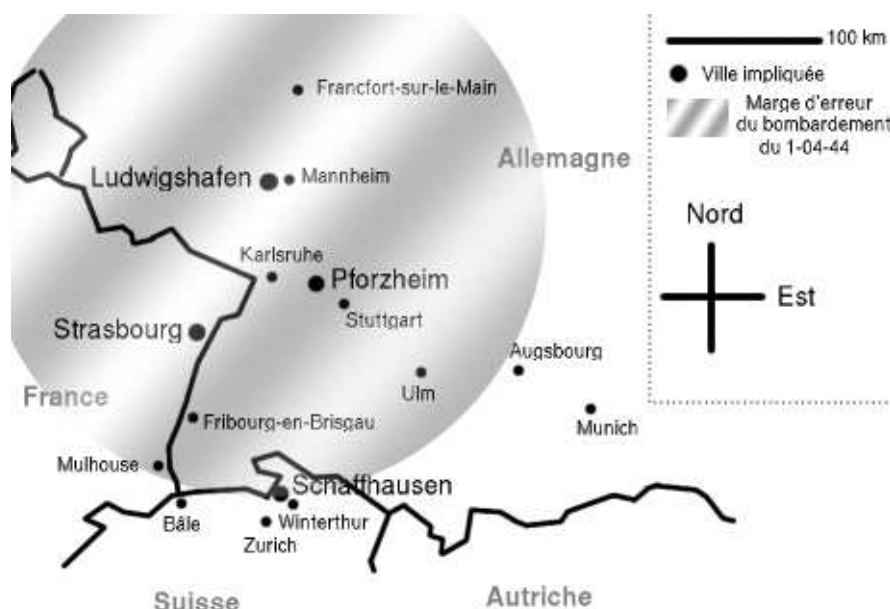 100 km
Ville impliquée
Marge d'erreur
du bombardement
du 1-04-44
Nord
Est
Francfort-sur-le-Main
Allemagne
Ludwigshafen
Mannheim
Karlsruhe
Pforzheim
Stuttgart
Strasbourg
Augsbourg
Ulm
France
Munich
Fribourg-en-Brisgau
Mulhouse
Schaffhausen
Bâle
Winterthur
Zurich
Suisse
Autriche